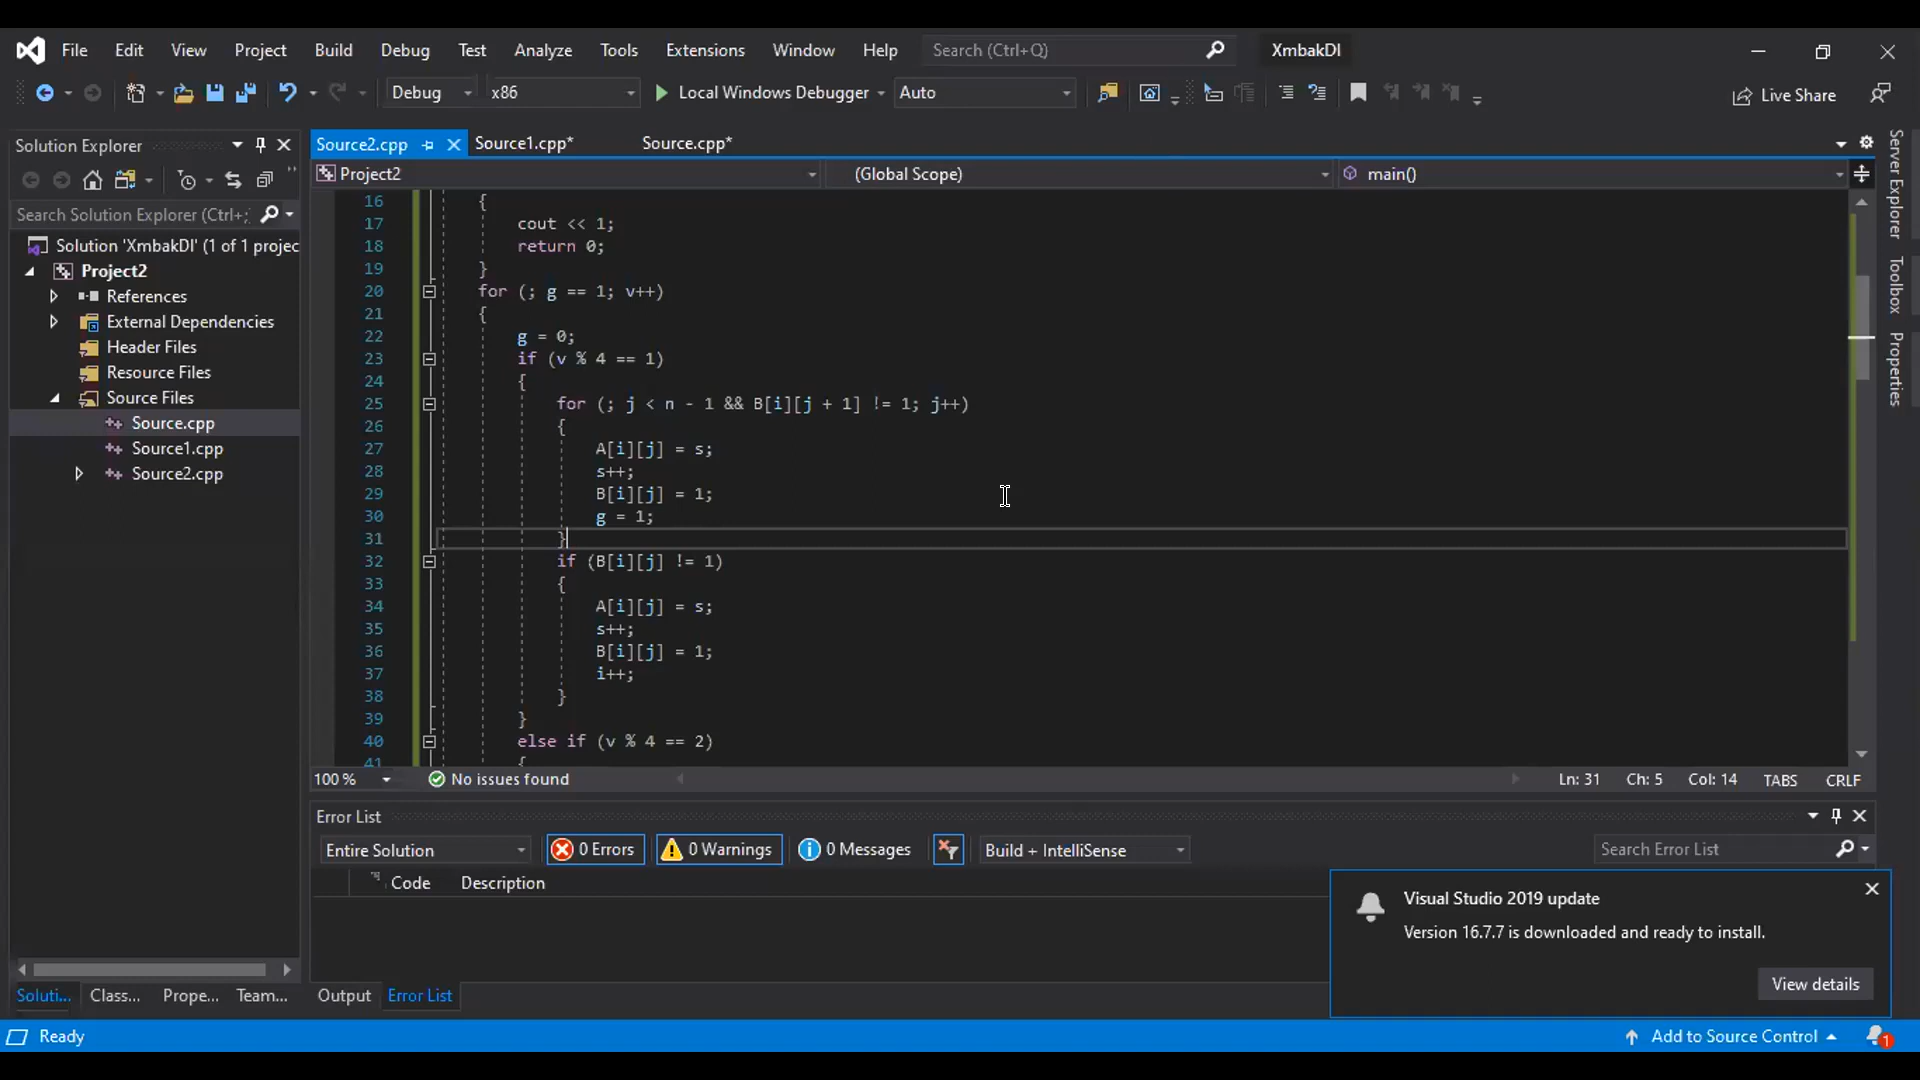 File Edit View Project Build Debug Test Analyze Tools Extensions Window Help Search (Ctrl+Q) XmbakDI
Debug x86 Local Windows Debugger Auto Live Share
Solution Explorer
Search Solution Explorer (Ctrl+;
Solution 'XmbakDI' (1 of 1 projec
Project2
References
External Dependencies
Header Files
Resource Files
Source Files
Source.cpp
Source1.cpp
Source2.cpp
Soluti... Class... Prope... Team...
Source2.cpp Source1.cpp* Source.cpp*
Project2 (Global Scope) main()
16 {
17 cout << 1;
18 return 0;
19 }
20 for (; g == 1; v++)
21 {
22 g = 0;
23 if (v % 4 == 1)
24 {
25 for (; j < n - 1 && B[i][j + 1] != 1; j++)
26 {
27 A[i][j] = s;
28 s++;
29 B[i][j] = 1;
30 g = 1;
31 }
32 if (B[i][j] != 1)
33 {
34 A[i][j] = s;
35 s++;
36 B[i][j] = 1;
37 i++;
38 }
39 }
40 else if (v % 4 == 2)
41 {
100 % No issues found Ln: 31 Ch: 5 Col: 14 TABS CRLF
Error List
Entire Solution 0 Errors 0 Warnings 0 Messages Build + IntelliSense Search Error List
Code Description
Output Error List
Visual Studio 2019 update
Version 16.7.7 is downloaded and ready to install.
View details
Server Explorer
Toolbox
Properties
Ready Add to Source Control 1